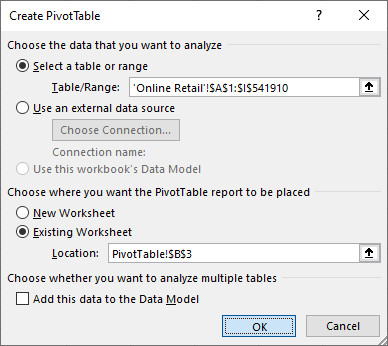 Create PivotTable
?
Choose the data that you want to analyze
Select a table or range
Table/Range: 'Online Retail'!$A$1:$I$541910
Use an external data source
Choose Connection...
Connection name:
Use this workbook's Data Model
Choose where you want the PivotTable report to be placed
New Worksheet
Existing Worksheet
Location: PivotTable!$B$3
Choose whether you want to analyze multiple tables
Add this data to the Data Model
OK Cancel